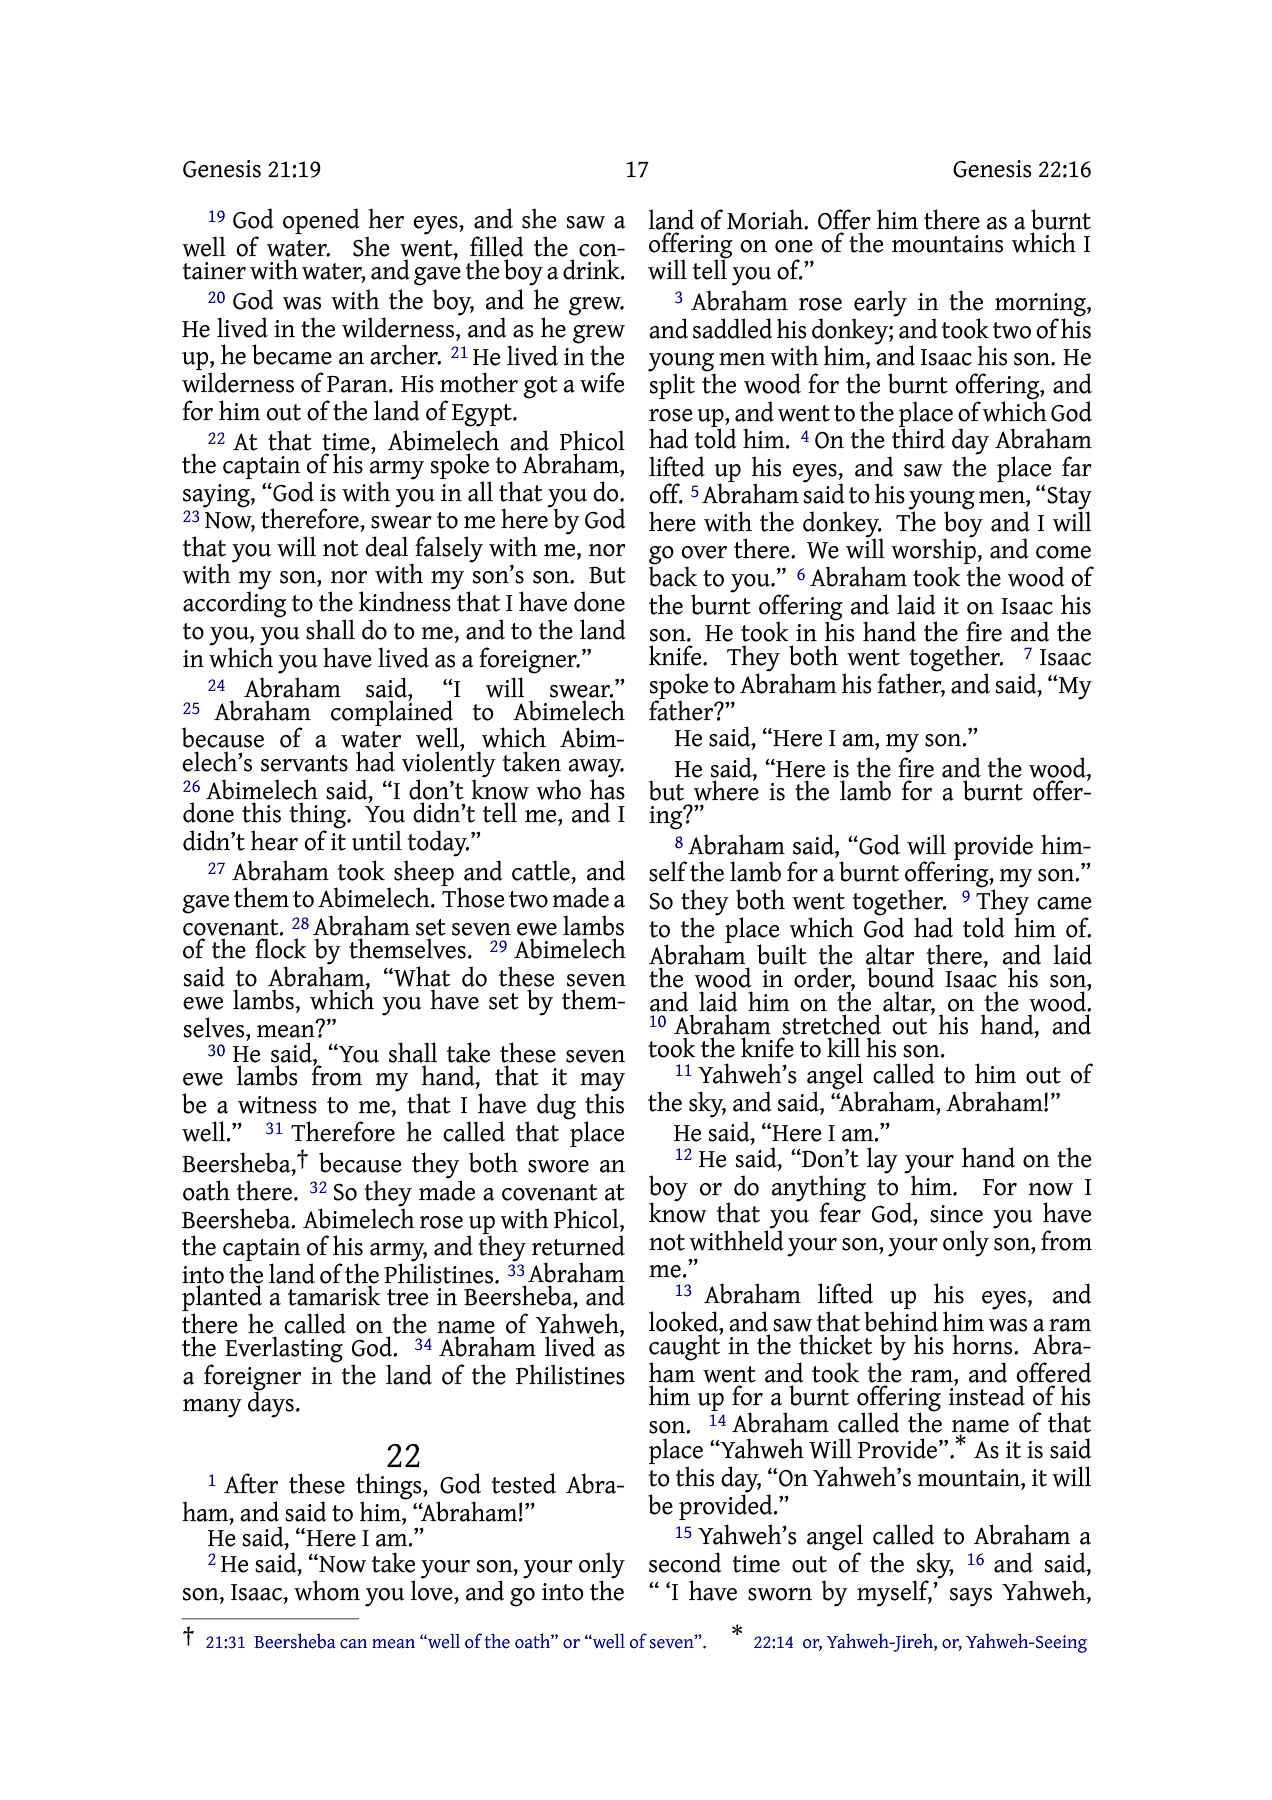 Genesis 21:19 17 Genesis 22:16
19 God opened her eyes, and she saw a
well of water. She went, filled the con-
tainer with water, and gave the boy a drink.
20 God was with the boy, and he grew.
He lived in the wilderness, and as he grew
up, he became an archer. 21 He lived in the
wilderness of Paran. His mother got a wife
for him out of the land of Egypt.
22 At that time, Abimelech and Phicol
the captain of his army spoke to Abraham,
saying, “God is with you in all that you do.
23 Now, therefore, swear to me here by God
that you will not deal falsely with me, nor
with my son, nor with my son’s son. But
according to the kindness that I have done
to you, you shall do to me, and to the land
in which you have lived as a foreigner.”
24 Abraham said, “I will swear.”
25 Abraham complained to Abimelech
because of a water well, which Abim-
elech’s servants had violently taken away.
26 Abimelech said, “I don’t know who has
done this thing. You didn’t tell me, and I
didn’t hear of it until today.”
27 Abraham took sheep and cattle, and
gave them to Abimelech. Those two made a
covenant. 28 Abraham set seven ewe lambs
of the flock by themselves. 29 Abimelech
said to Abraham, “What do these seven
ewe lambs, which you have set by them-
selves, mean?”
30 He said, “You shall take these seven
ewe lambs from my hand, that it may
be a witness to me, that I have dug this
well.” 31 Therefore he called that place
Beersheba,† because they both swore an
oath there. 32 So they made a covenant at
Beersheba. Abimelech rose up with Phicol,
the captain of his army, and they returned
into the land of the Philistines. 33 Abraham
planted a tamarisk tree in Beersheba, and
there he called on the name of Yahweh,
the Everlasting God. 34 Abraham lived as
a foreigner in the land of the Philistines
many days.
22
1 After these things, God tested Abra-
ham, and said to him, “Abraham!”
He said, “Here I am.”
2 He said, “Now take your son, your only
son, Isaac, whom you love, and go into the
land of Moriah. Offer him there as a burnt
offering on one of the mountains which I
will tell you of.”
3 Abraham rose early in the morning,
and saddled his donkey; and took two of his
young men with him, and Isaac his son. He
split the wood for the burnt offering, and
rose up, and went to the place of which God
had told him. 4 On the third day Abraham
lifted up his eyes, and saw the place far
off. 5 Abraham said to his young men, “Stay
here with the donkey. The boy and I will
go over there. We will worship, and come
back to you.” 6 Abraham took the wood of
the burnt offering and laid it on Isaac his
son. He took in his hand the fire and the
knife. They both went together. 7 Isaac
spoke to Abraham his father, and said, “My
father?”
He said, “Here I am, my son.”
He said, “Here is the fire and the wood,
but where is the lamb for a burnt offer-
ing?”
8 Abraham said, “God will provide him-
self the lamb for a burnt offering, my son.”
So they both went together. 9 They came
to the place which God had told him of.
Abraham built the altar there, and laid
the wood in order, bound Isaac his son,
and laid him on the altar, on the wood.
10 Abraham stretched out his hand, and
took the knife to kill his son.
11 Yahweh’s angel called to him out of
the sky, and said, “Abraham, Abraham!”
He said, “Here I am.”
12 He said, “Don’t lay your hand on the
boy or do anything to him. For now I
know that you fear God, since you have
not withheld your son, your only son, from
me.”
13 Abraham lifted up his eyes, and
looked, and saw that behind him was a ram
caught in the thicket by his horns. Abra-
ham went and took the ram, and offered
him up for a burnt offering instead of his
son. 14 Abraham called the name of that
place “Yahweh Will Provide”.* As it is said
to this day, “On Yahweh’s mountain, it will
be provided.”
15 Yahweh’s angel called to Abraham a
second time out of the sky, 16 and said,
“ ‘I have sworn by myself,’ says Yahweh,
† 21:31 Beersheba can mean “well of the oath” or “well of seven”. * 22:14 or, Yahweh-Jireh, or, Yahweh-Seeing